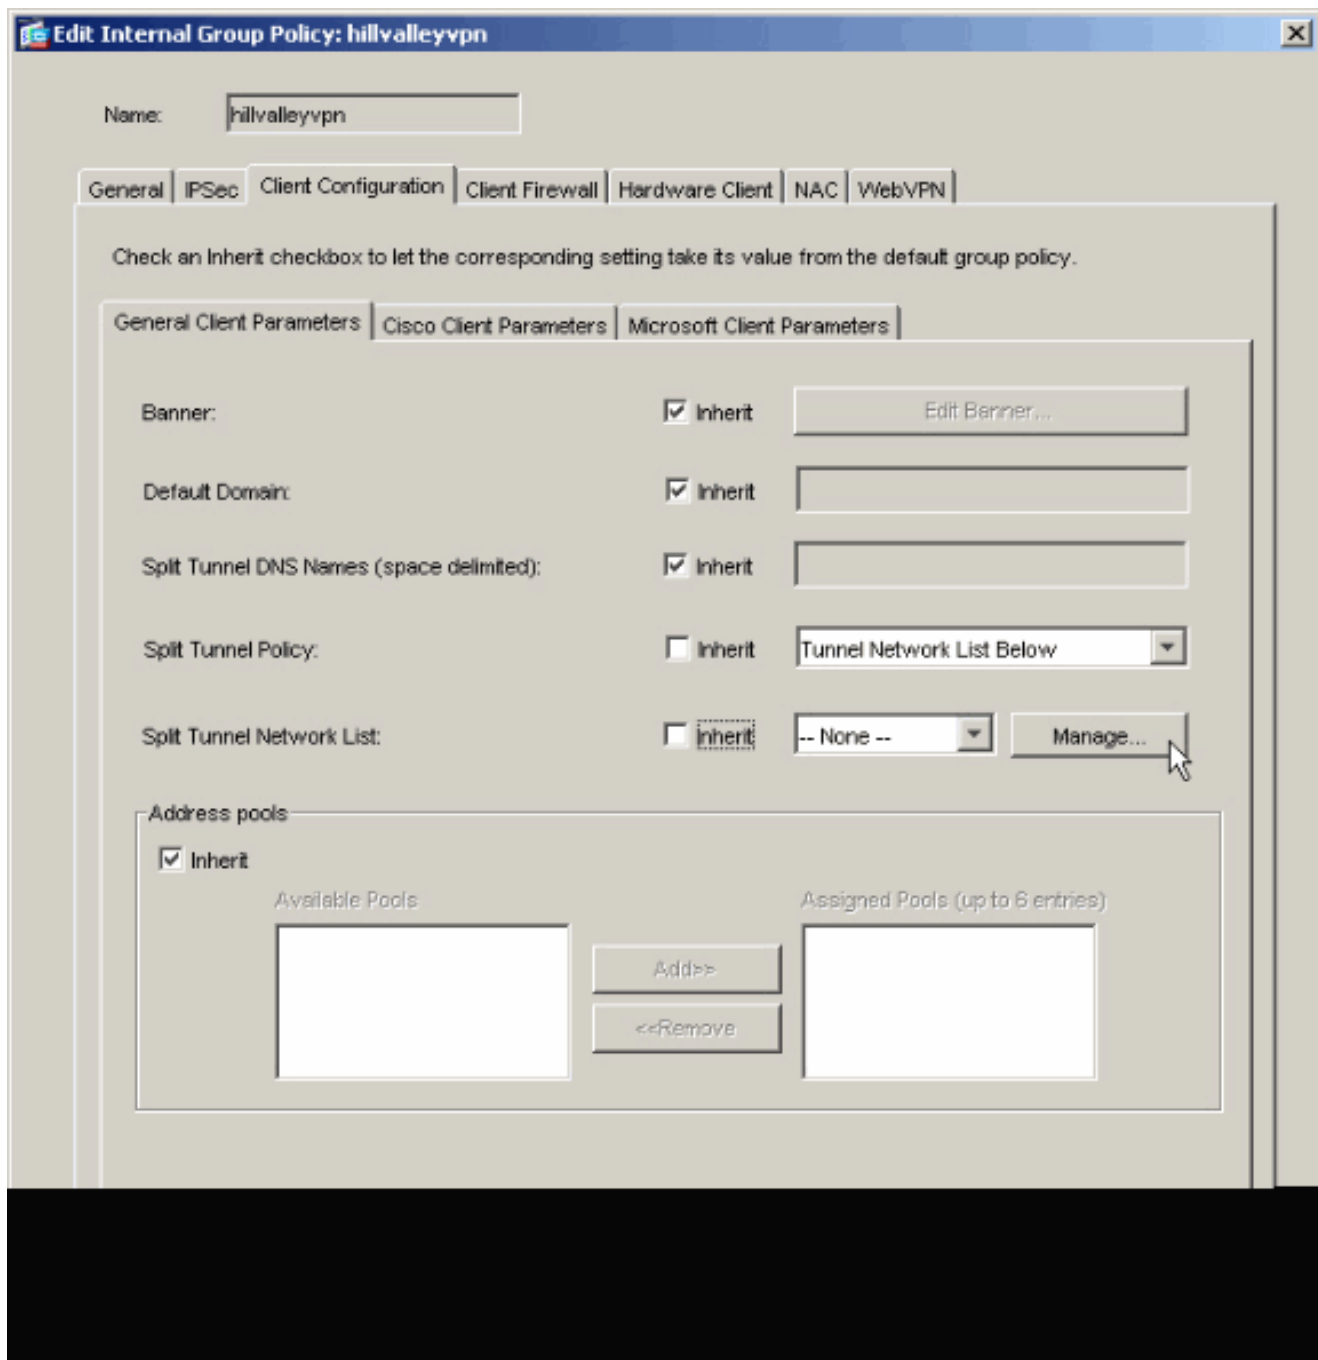 Edit Internal Group Policy: hillvalleyvpn
Name: hillvalleyvpn
General IPSec Client Configuration Client Firewall Hardware Client NAC WebVPN
Check an Inherit checkbox to let the corresponding setting take its value from the default group policy.
General Client Parameters Cisco Client Parameters Microsoft Client Parameters
Banner: Inherit Edit Banner...
Default Domain: Inherit
Split Tunnel DNS Names (space delimited): Inherit
Split Tunnel Policy: Inherit Tunnel Network List Below
Split Tunnel Network List: Inherit -- None -- Manage...
Address pools
Inherit
Available Pools Assigned Pools (up to 6 entries)
Add>>
<<Remove